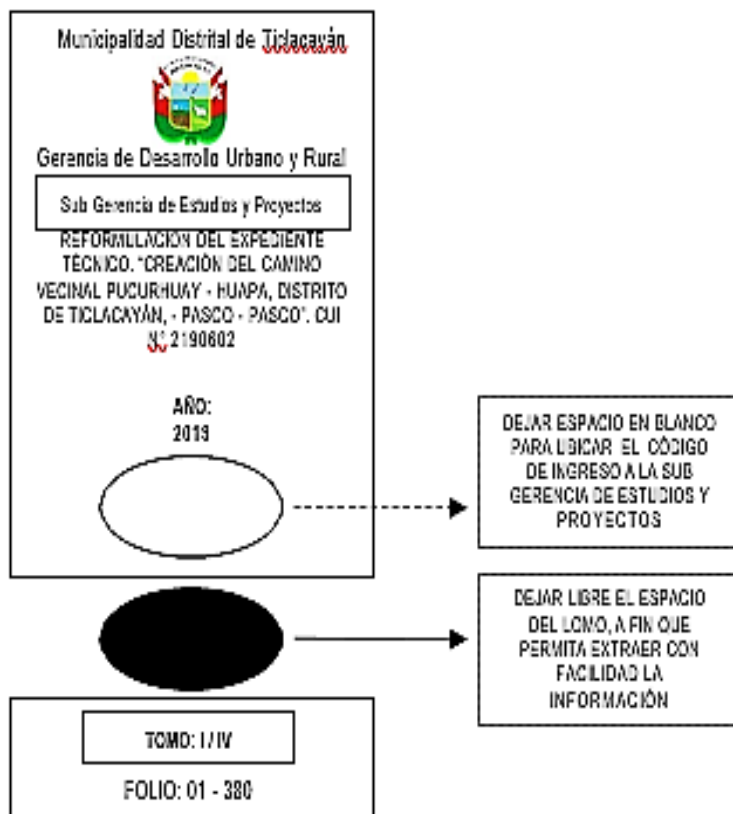 Municipalidad Distrital de Ticlacayán
Gerencia de Desarrollo Urbano y Rural
Sub Gerencia de Estudios y Proyectos
REFORMULACIÓN DEL EXPEDIENTE
TÉCNICO. "CREACIÓN DEL CAMINO
VECINAL PUCURHUAY - HUAPA, DISTRITO
DE TICLACAYÁN, - PASCO - PASCO". CUI
N° 2190602
AÑO:
2019
DEJAR ESPACIO EN BLANCO
PARA UBICAR EL CÓDIGO
DE INGRESO A LA SUB
GERENCIA DE ESTUDIOS Y
PROYECTOS
DEJAR LIBRE EL ESPACIO
DEL LOMO, A FIN QUE
PERMITA EXTRAER CON
FACILIDAD LA
INFORMACIÓN
TOMO: I / IV
FOLIO: 01 - 380